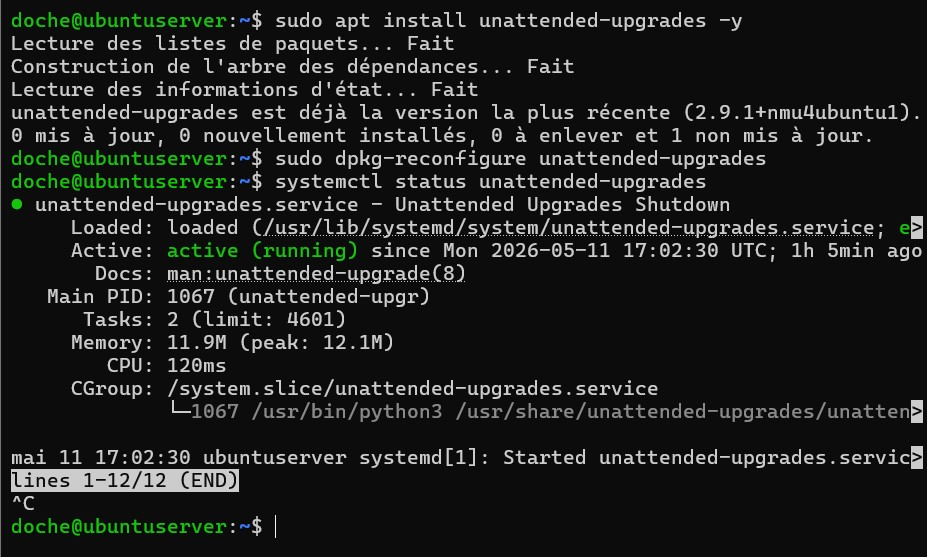 doche@ubuntuserver:~$ sudo apt install unattended-upgrades -y
Lecture des listes de paquets... Fait
Construction de l'arbre des dépendances... Fait
Lecture des informations d'état... Fait
unattended-upgrades est déjà la version la plus récente (2.9.1+nmu4ubuntu1).
0 mis à jour, 0 nouvellement installés, 0 à enlever et 1 non mis à jour.
doche@ubuntuserver:~$ sudo dpkg-reconfigure unattended-upgrades
doche@ubuntuserver:~$ systemctl status unattended-upgrades
● unattended-upgrades.service - Unattended Upgrades Shutdown
     Loaded: loaded (/usr/lib/systemd/system/unattended-upgrades.service; e>
     Active: active (running) since Mon 2026-05-11 17:02:30 UTC; 1h 5min ago
       Docs: man:unattended-upgrade(8)
   Main PID: 1067 (unattended-upgr)
      Tasks: 2 (limit: 4601)
     Memory: 11.9M (peak: 12.1M)
        CPU: 120ms
     CGroup: /system.slice/unattended-upgrades.service
             └─1067 /usr/bin/python3 /usr/share/unattended-upgrades/unatten>
mai 11 17:02:30 ubuntuserver systemd[1]: Started unattended-upgrades.servic>
lines 1-12/12 (END)
^C
doche@ubuntuserver:~$